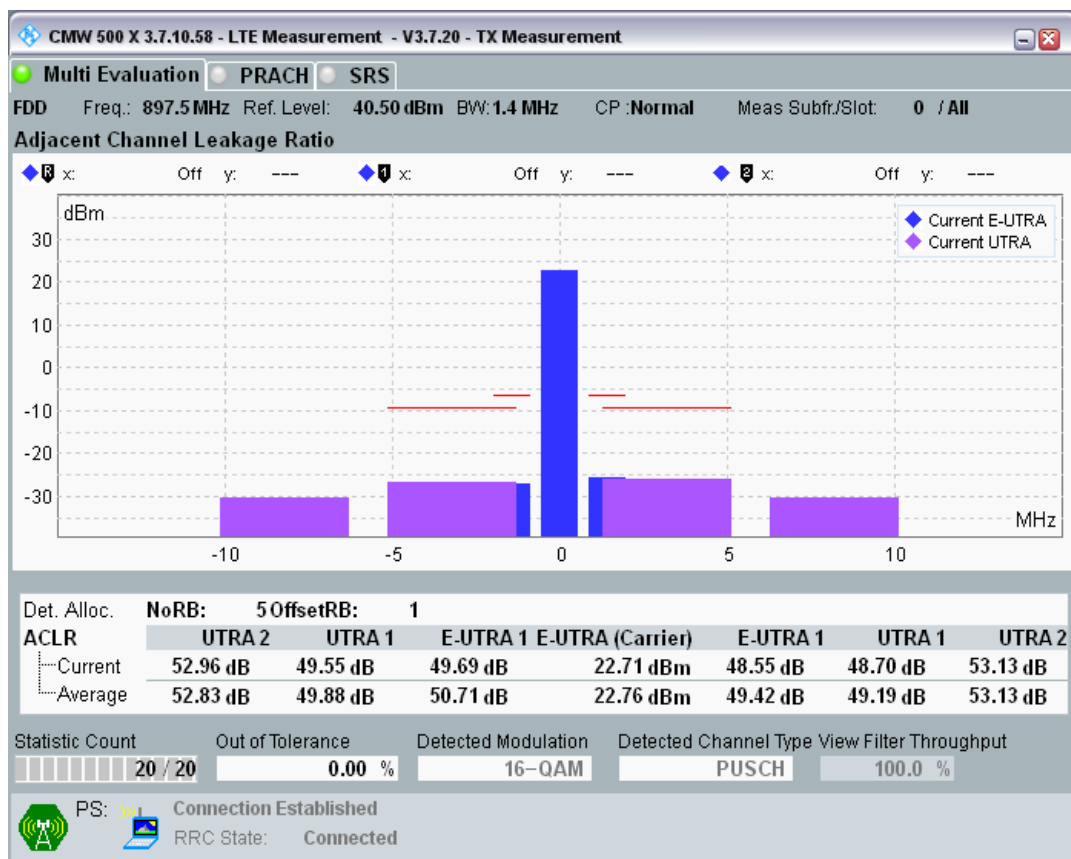 CMW 500 X 3.7.10.58 - LTE Measurement - V3.7.20 - TX Measurement
Multi Evaluation PRACH SRS
FDD Freq.: 897.5 MHz Ref. Level: 40.50 dBm BW: 1.4 MHz CP :Normal Meas Subfr./Slot: 0 / All
Adjacent Channel Leakage Ratio
R x: Off y: --- 1 x: Off y: --- 2 x: Off y: ---
dBm
Current E-UTRA
Current UTRA
30
20
10
0
-10
-20
-30
MHz
-10 -5 0 5 10
Det. Alloc. NoRB: 5 OffsetRB: 1
ACLR UTRA 2 UTRA 1 E-UTRA 1 E-UTRA (Carrier) E-UTRA 1 UTRA 1 UTRA 2
Current 52.96 dB 49.55 dB 49.69 dB 22.71 dBm 48.55 dB 48.70 dB 53.13 dB
Average 52.83 dB 49.88 dB 50.71 dB 22.76 dBm 49.42 dB 49.19 dB 53.13 dB
Statistic Count Out of Tolerance Detected Modulation Detected Channel Type View Filter Throughput
20 / 20 0.00 % 16-QAM PUSCH 100.0 %
PS: Connection Established
RRC State: Connected